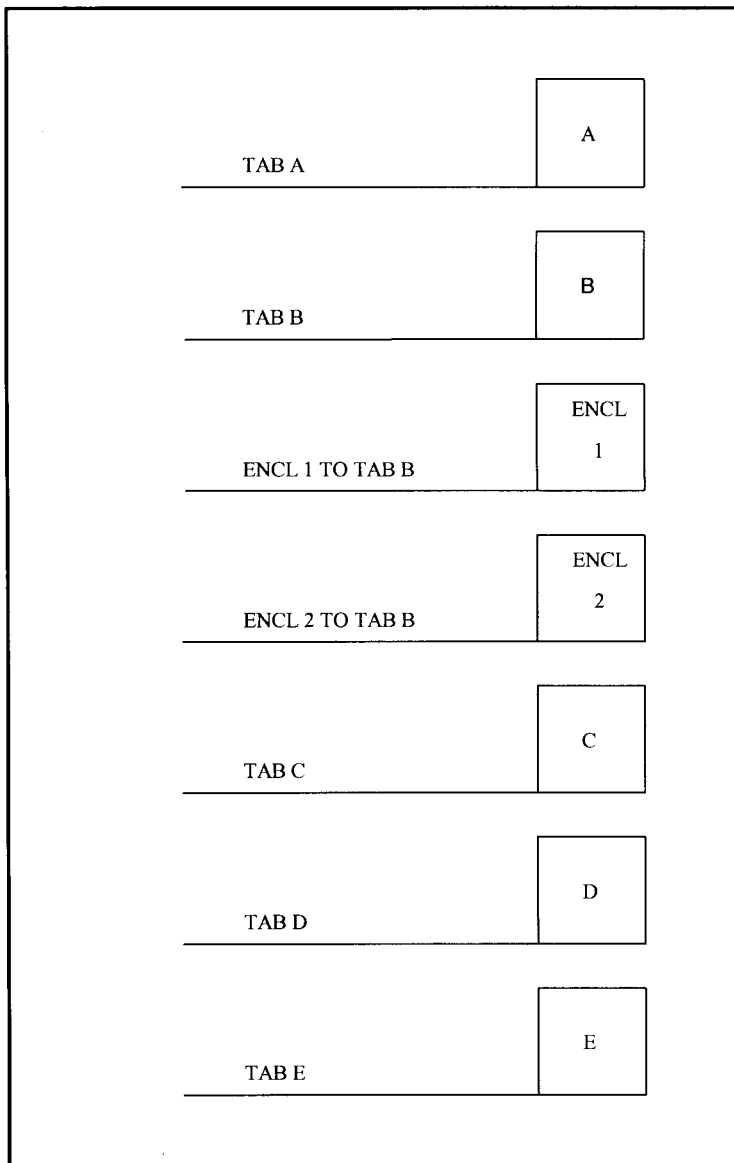 A
TAB A
B
TAB B
ENCL
1
ENCL 1 TO TAB B
ENCL
2
ENCL 2 TO TAB B
C
TAB C
D
TAB D
E
TAB E